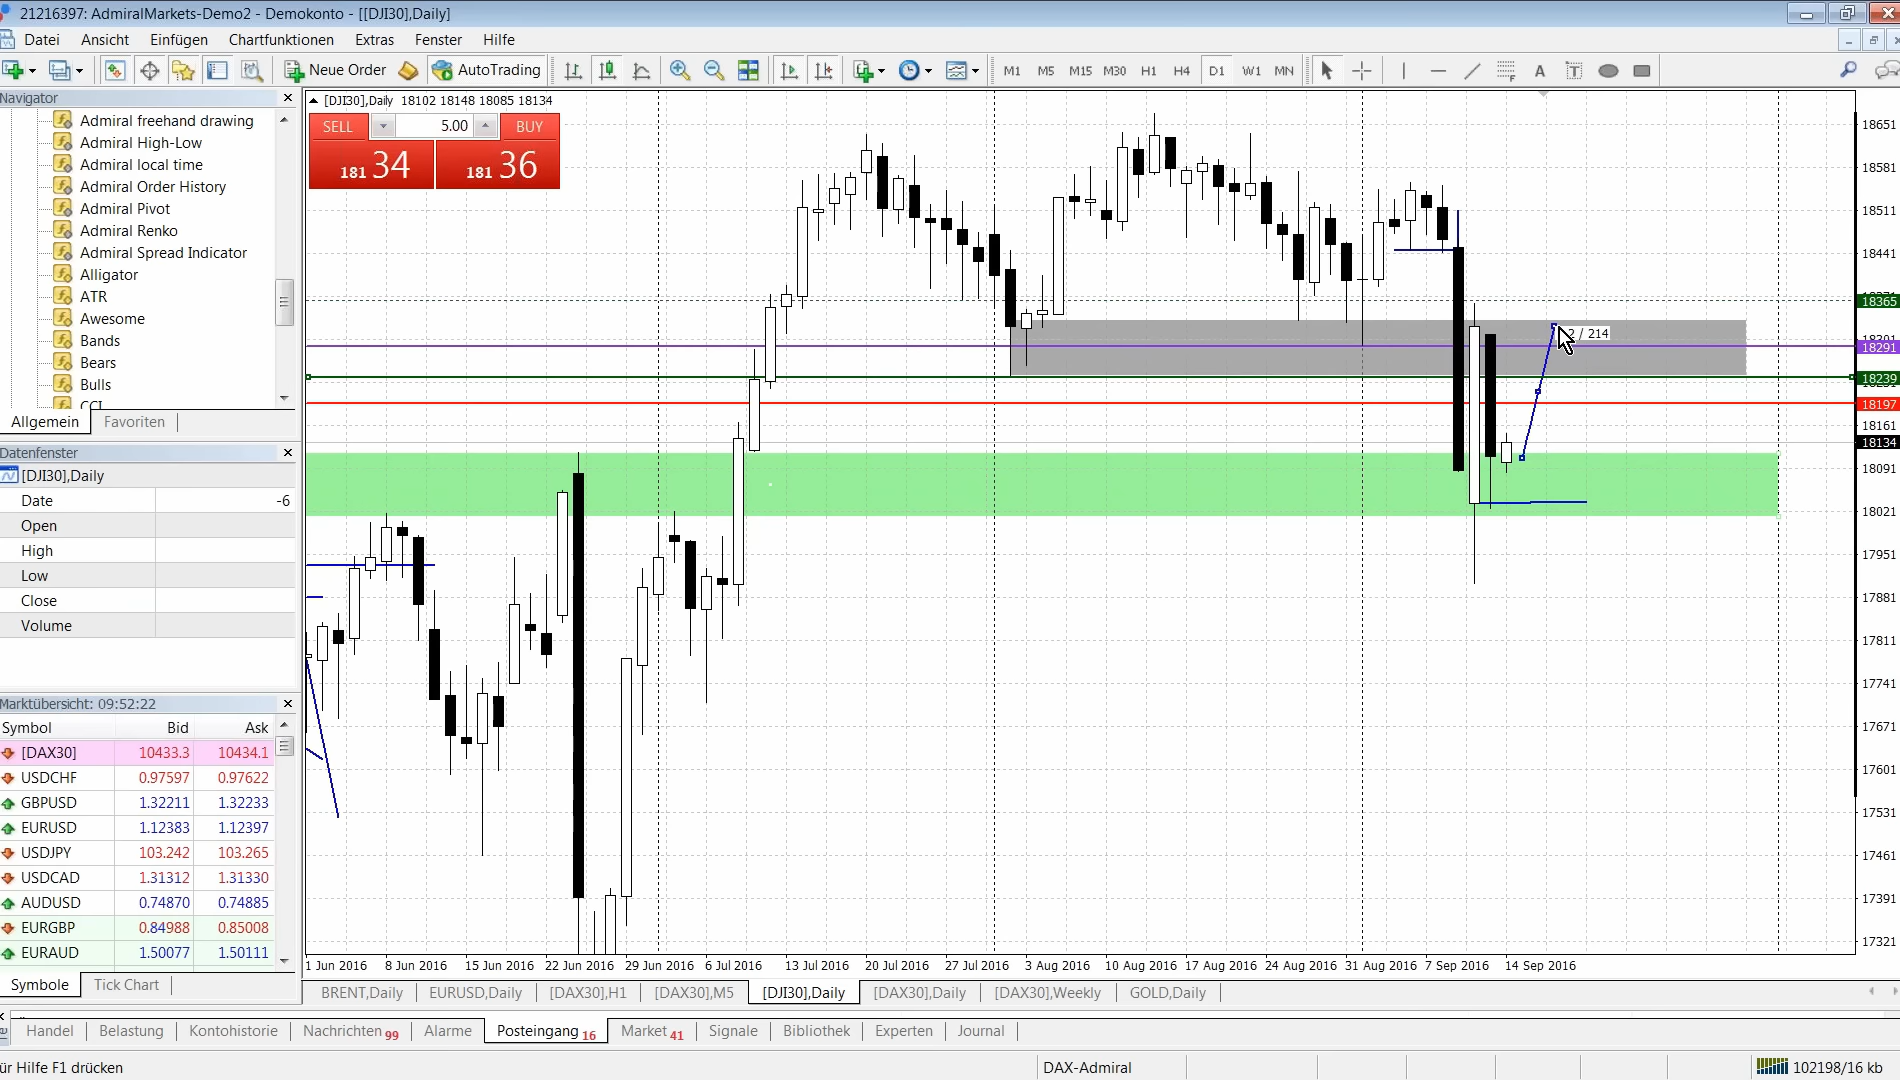 21216397: AdmiralMarkets-Demo2 - Demokonto - [[DJI30],Daily]
Datei Ansicht Einfügen Chartfunktionen Extras Fenster Hilfe
Neue Order AutoTrading M1 M5 M15 M30 H1 H4 D1 W1 MN A T
Navigator
Admiral freehand drawing
Admiral High-Low
Admiral local time
Admiral Order History
Admiral Pivot
Admiral Renko
Admiral Spread Indicator
Alligator
ATR
Awesome
Bands
Bears
Bulls
CCI
Allgemein Favoriten
Datenfenster
[DJI30],Daily
Date -6
Open
High
Low
Close
Volume
Marktübersicht: 09:52:22
Symbol Bid Ask
[DAX30] 10433.3 10434.1
USDCHF 0.97597 0.97622
GBPUSD 1.32211 1.32233
EURUSD 1.12383 1.12397
USDJPY 103.242 103.265
USDCAD 1.31312 1.31330
AUDUSD 0.74870 0.74885
EURGBP 0.84988 0.85008
EURAUD 1.50077 1.50111
Symbole Tick Chart
[DJI30],Daily 18102 18148 18085 18134
SELL 5.00 BUY
181 34 181 36
2 / 214
18651
18581
18511
18441
18365
18291
18239
18197
18161
18134
18091
18021
17951
17881
17811
17741
17671
17601
17531
17461
17391
17321
1 Jun 2016 8 Jun 2016 15 Jun 2016 22 Jun 2016 29 Jun 2016 6 Jul 2016 13 Jul 2016 20 Jul 2016 27 Jul 2016 3 Aug 2016 10 Aug 2016 17 Aug 2016 24 Aug 2016 31 Aug 2016 7 Sep 2016 14 Sep 2016
BRENT,Daily EURUSD,Daily [DAX30],H1 [DAX30],M5 [DJI30],Daily [DAX30],Daily [DAX30],Weekly GOLD,Daily
Handel Belastung Kontohistorie Nachrichten 99 Alarme Posteingang 16 Market 41 Signale Bibliothek Experten Journal
ür Hilfe F1 drücken DAX-Admiral 102198/16 kb